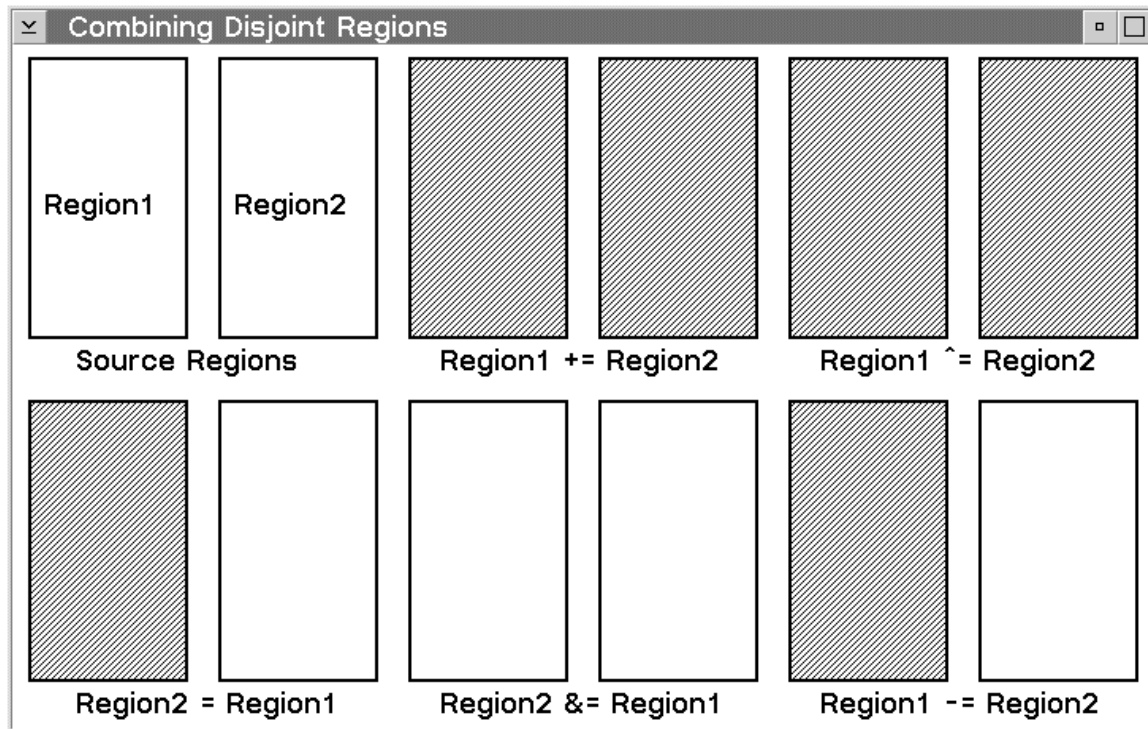 Combining Disjoint Regions
Region1 Region2
Source Regions Region1 += Region2 Region1 ^= Region2
Region2 = Region1 Region2 &= Region1 Region1 -= Region2